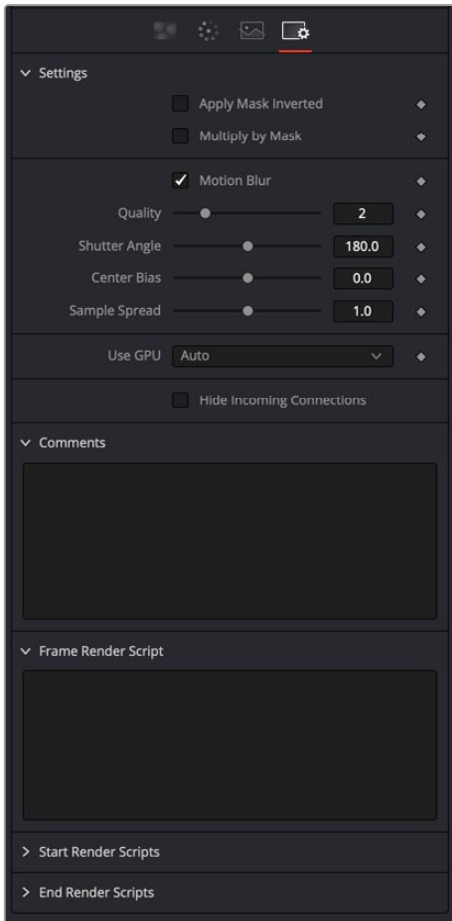 Settings
Apply Mask Inverted
Multiply by Mask
Motion Blur
Quality 2
Shutter Angle 180.0
Center Bias 0.0
Sample Spread 1.0
Use GPU Auto
Hide Incoming Connections
Comments
Frame Render Script
Start Render Scripts
End Render Scripts